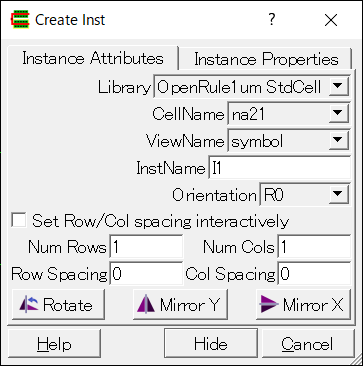 Create Inst ? ×
Instance Attributes Instance Properties
Library OpenRule1um StdCell
CellName na21
ViewName symbol
InstName I1
Orientation R0
Set Row/Col spacing interactively
Num Rows 1 Num Cols 1
Row Spacing 0 Col Spacing 0
Rotate Mirror Y Mirror X
Help Hide Cancel